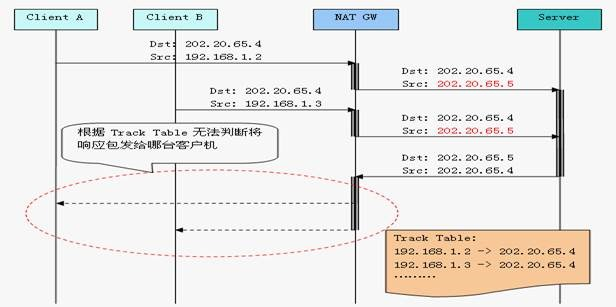 Client A
Client B
NAT GW
Server
Dst: 202.20.65.4
Src: 192.168.1.2
Dst: 202.20.65.4
Src: 202.20.65.5
Dst: 202.20.65.4
Src: 192.168.1.3
Dst: 202.20.65.4
Src: 202.20.65.5
根据 Track Table 无法判断将
响应包发给哪台客户机
Dst: 202.20.65.5
Src: 202.20.65.4
Track Table:
192.168.1.2 -> 202.20.65.4
192.168.1.3 -> 202.20.65.4
………